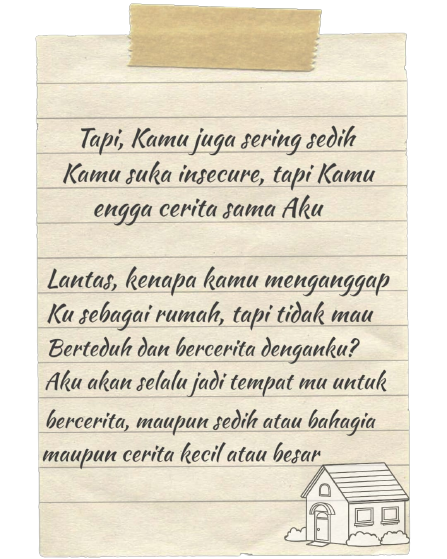 Tapi, Kamu juga sering sedih
Kamu suka insecure, tapi Kamu
engga cerita sama Aku
Lantas, kenapa kamu menganggap
Ku sebagai rumah, tapi tidak mau
Berteduh dan bercerita denganku?
Aku akan selalu jadi tempat mu untuk
bercerita, maupun sedih atau bahagia
maupun cerita kecil atau besar